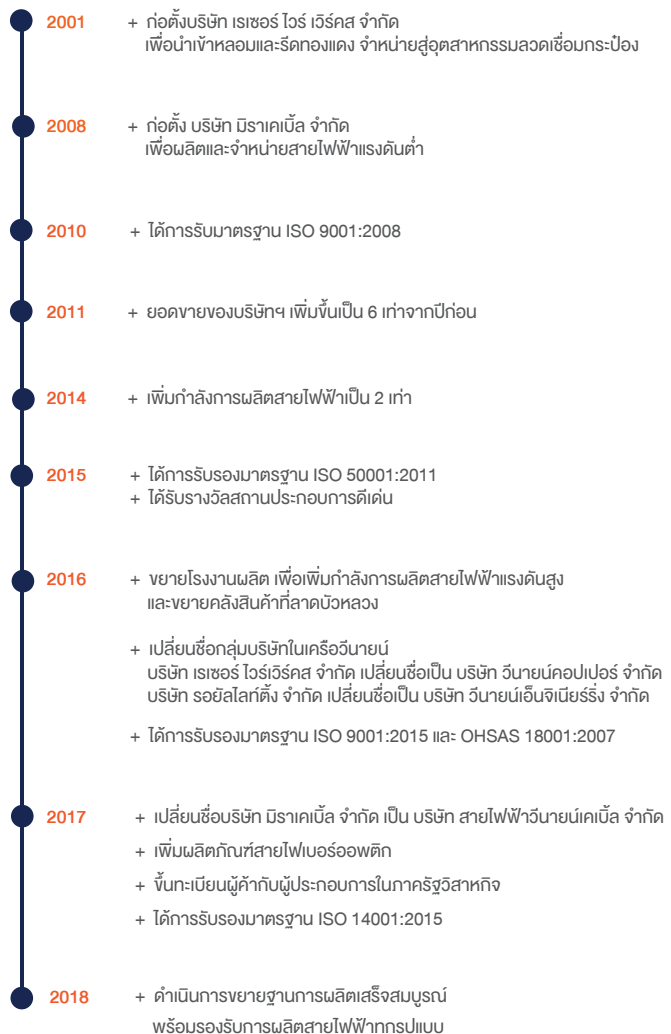 2001 + ก่อตั้งบริษัท เรเซอร์ ไวร์ เวิร์คส จำกัด
เพื่อนำเข้าหลอมและรีดทองแดง จำหน่ายสู่อุตสาหกรรมลวดเชื่อมกระป๋อง
2008 + ก่อตั้ง บริษัท มิราเคเบิ้ล จำกัด
เพื่อผลิตและจำหน่ายสายไฟฟ้าแรงดันต่ำ
2010 + ได้การรับมาตรฐาน ISO 9001:2008
2011 + ยอดขายของบริษัทฯ เพิ่มขึ้นเป็น 6 เท่าจากปีก่อน
2014 + เพิ่มกำลังการผลิตสายไฟฟ้าเป็น 2 เท่า
2015 + ได้การรับรองมาตรฐาน ISO 50001:2011
+ ได้รับรางวัลสถานประกอบการดีเด่น
2016 + ขยายโรงงานผลิต เพื่อเพิ่มกำลังการผลิตสายไฟฟ้าแรงดันสูง
และขยายคลังสินค้าที่ลาดบัวหลวง
+ เปลี่ยนชื่อกลุ่มบริษัทในเครือวีนายน์
บริษัท เรเซอร์ ไวร์เวิร์คส จำกัด เปลี่ยนชื่อเป็น บริษัท วีนายน์คอปเปอร์ จำกัด
บริษัท รอยัลไลท์ติ้ง จำกัด เปลี่ยนชื่อเป็น บริษัท วีนายน์เอ็นจิเนียร์ริ่ง จำกัด
+ ได้การรับรองมาตรฐาน ISO 9001:2015 และ OHSAS 18001:2007
2017 + เปลี่ยนชื่อบริษัท มิราเคเบิ้ล จำกัด เป็น บริษัท สายไฟฟ้าวีนายน์เคเบิ้ล จำกัด
+ เพิ่มผลิตภัณฑ์สายไฟเบอร์ออพติก
+ ขึ้นทะเบียนผู้ค้ากับผู้ประกอบการในภาครัฐวิสาหกิจ
+ ได้การรับรองมาตรฐาน ISO 14001:2015
2018 + ดำเนินการขยายฐานการผลิตเสร็จสมบูรณ์
พร้อมรองรับการผลิตสายไฟฟ้าทุกรูปแบบ